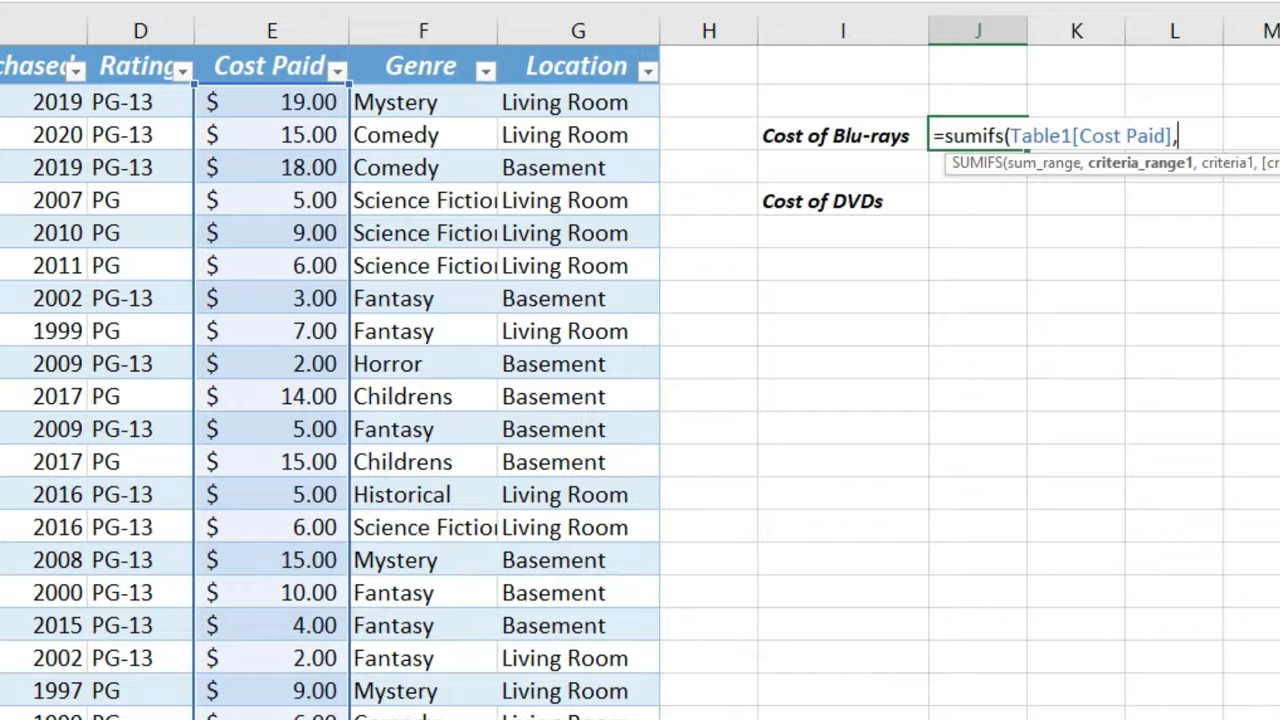 D E F G H I J K L M
chased Rating Cost Paid Genre Location
2019 PG-13 $ 19.00 Mystery Living Room
2020 PG-13 $ 15.00 Comedy Living Room Cost of Blu-rays =sumifs(Table1[Cost Paid],
2019 PG-13 $ 18.00 Comedy Basement SUMIFS(sum_range, criteria_range1, criteria1, [cr
2007 PG $ 5.00 Science Fiction Living Room Cost of DVDs
2010 PG $ 9.00 Science Fiction Living Room
2011 PG $ 6.00 Science Fiction Living Room
2002 PG-13 $ 3.00 Fantasy Basement
1999 PG $ 7.00 Fantasy Living Room
2009 PG-13 $ 2.00 Horror Basement
2017 PG $ 14.00 Childrens Basement
2009 PG-13 $ 5.00 Fantasy Basement
2017 PG $ 15.00 Childrens Basement
2016 PG-13 $ 5.00 Historical Living Room
2016 PG-13 $ 6.00 Science Fiction Living Room
2008 PG-13 $ 15.00 Mystery Basement
2000 PG-13 $ 10.00 Fantasy Basement
2015 PG-13 $ 4.00 Fantasy Basement
2002 PG-13 $ 2.00 Fantasy Living Room
1997 PG $ 9.00 Mystery Living Room